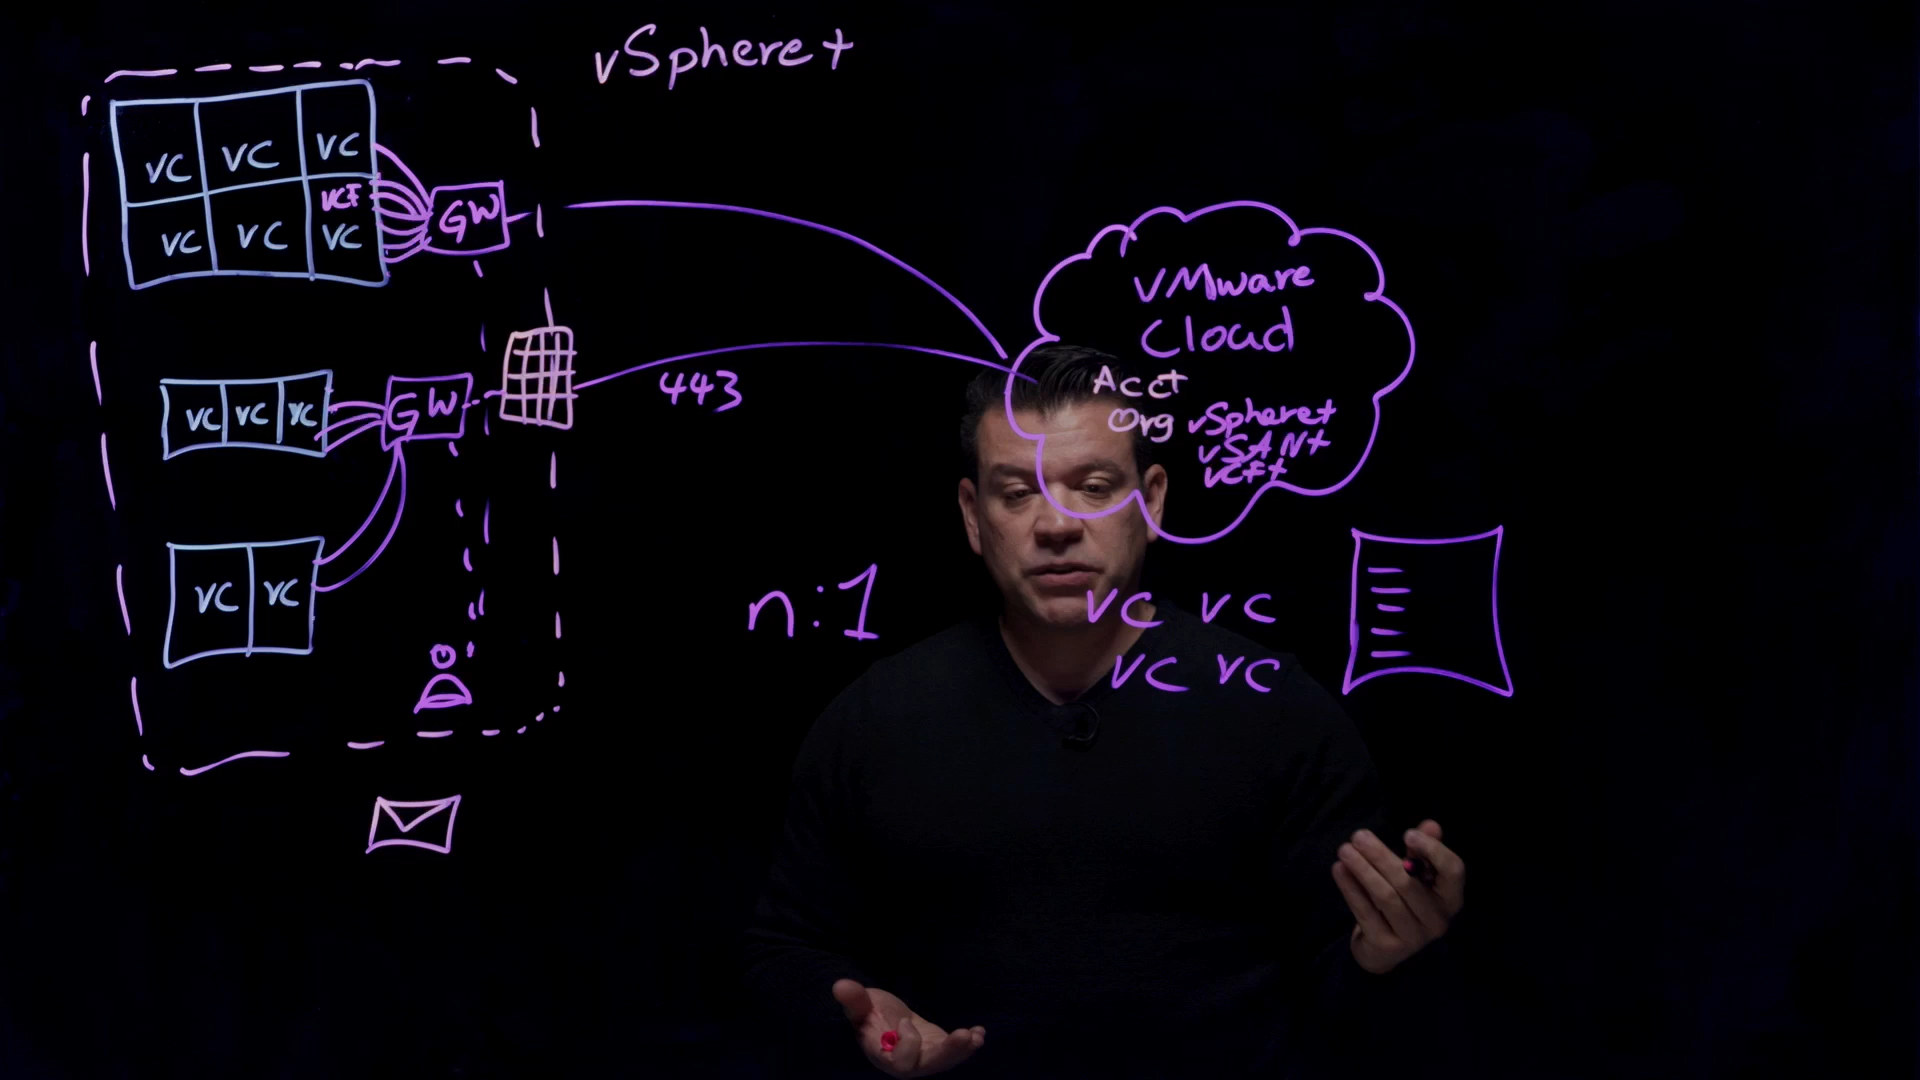 vSphere+
VC VC VC
VCF
VC VC VC
GW
VMware
Cloud
443
Acct
Org
vSphere+
vSAN+
VCF+
VC VC VC
GW
VC VC
n:1
VC VC
VC VC